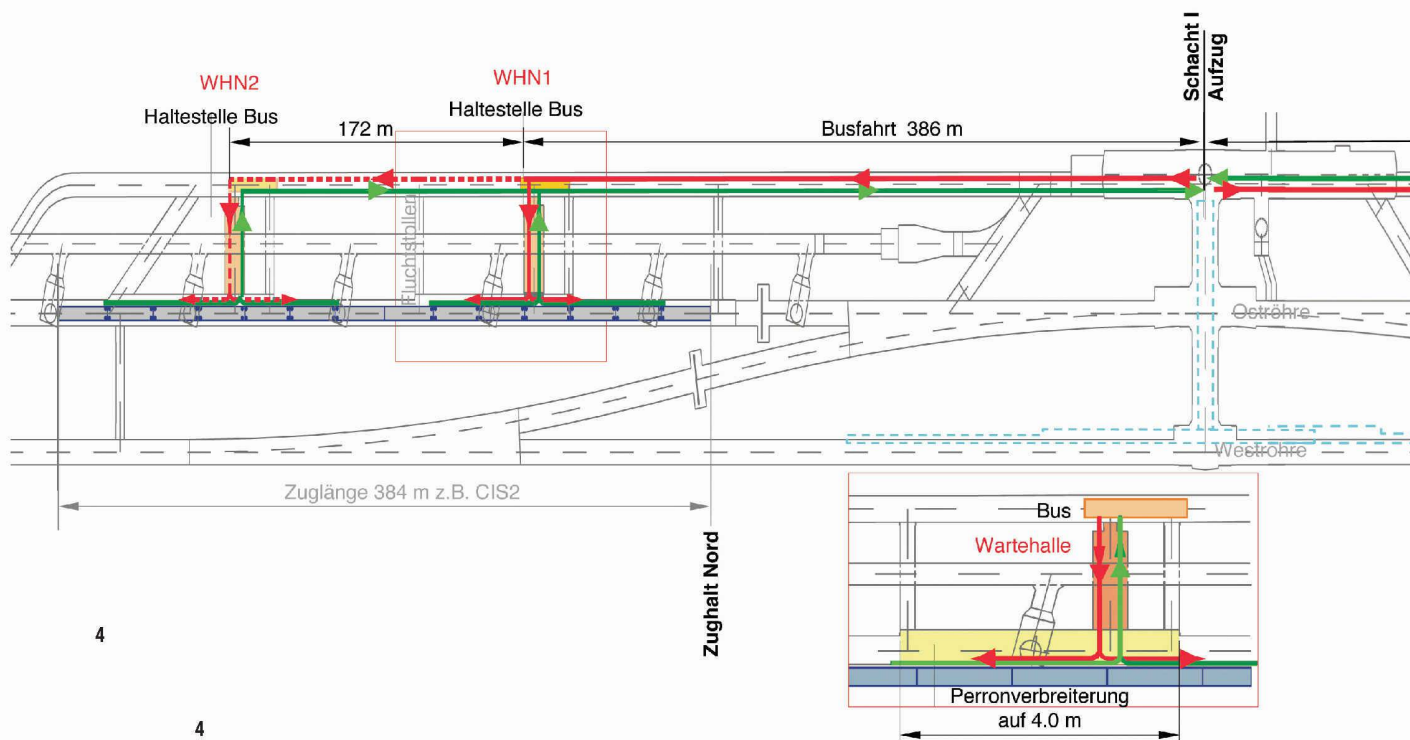 WHN2
Haltestelle Bus
WHN1
Haltestelle Bus
172 m
Busfahrt 386 m
Schacht I
Aufzug
Fluchtstollen
Oströhre
Weströhre
Zuglänge 384 m z.B. CIS2
Zughalt Nord
Bus
Wartehalle
Perronverbreiterung
auf 4.0 m
4
4